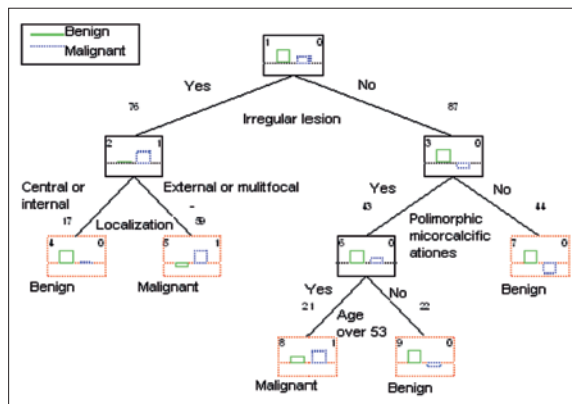 Benign
Malignant
1 0
Yes No
76 87
Irregular lesion
2 1
3 0
Central or
internal
External or mulitfocal
Yes No
17 59
Localization
43 44
Polimorphic
micorcalcific
ationes
4 0
5 1
6 0
7 0
Benign
Malignant
Benign
Yes No
21 22
Age
over 53
8 1
9 0
Malignant
Benign